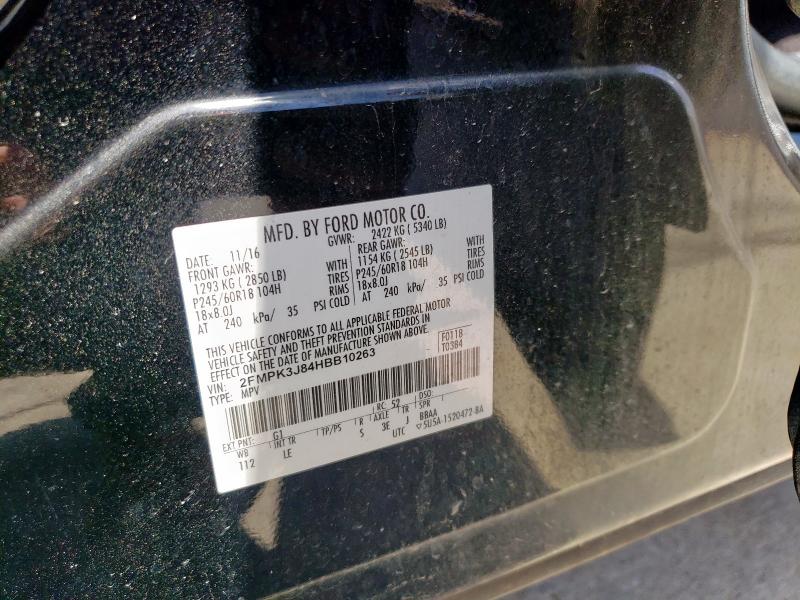 MFD. BY FORD MOTOR CO.
DATE: 11/16 GVWR: 2422 KG ( 5340 LB)
FRONT GAWR: REAR GAWR:
1293 KG ( 2850 LB) WITH 1154 KG ( 2545 LB) WITH
P245/60R18 104H TIRES P245/60R18 104H TIRES
18x8.0J RIMS 18x8.0J RIMS
AT 240 kPa/ 35 PSI COLD AT 240 kPa/ 35 PSI COLD
THIS VEHICLE CONFORMS TO ALL APPLICABLE FEDERAL MOTOR
VEHICLE SAFETY AND THEFT PREVENTION STANDARDS IN
EFFECT ON THE DATE OF MANUFACTURE SHOWN ABOVE.
2FMPK3J84HBB10263
TYPE: MPV
F0118
T0384
EXT PNT: G1 RC: 52 DSO:
WB INT TR TP/PS R AXLE TR SPR
112 LE S 3E J BBAA
UTC ▽5USA-1520472-BA